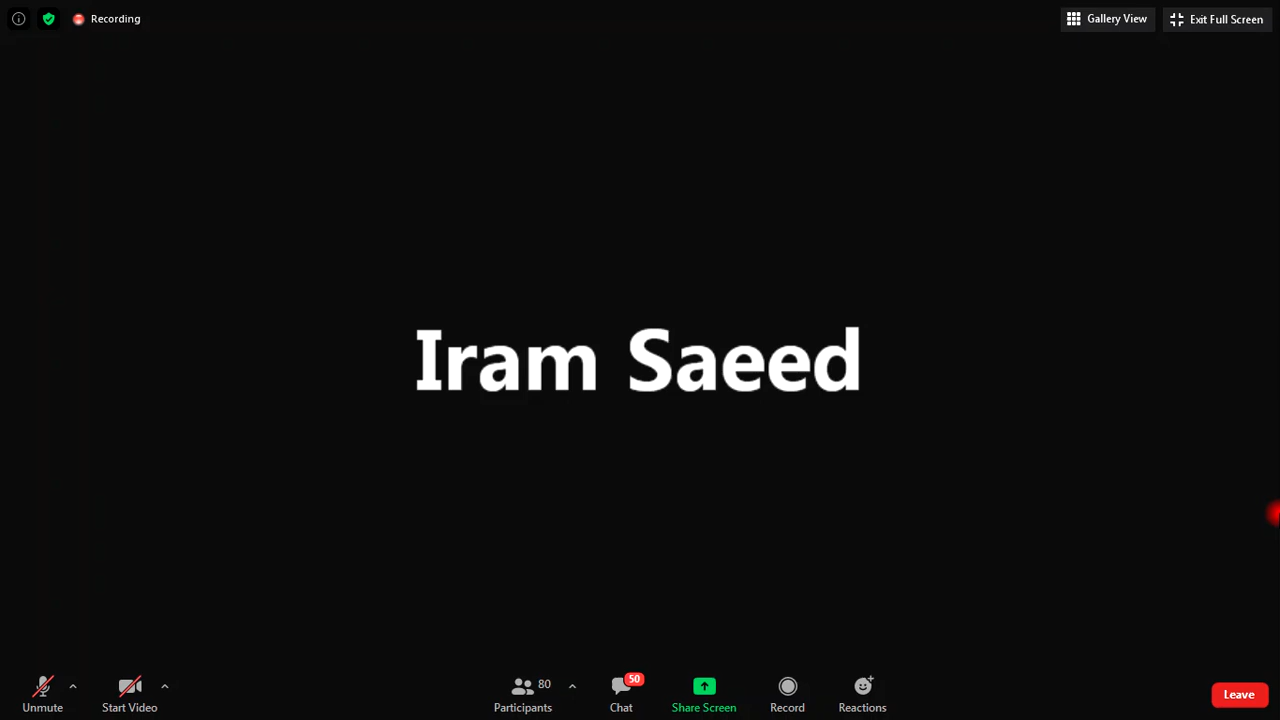 Recording
Gallery View
Exit Full Screen
Iram Saeed
80
50
Unmute
Start Video
Participants
Chat
Share Screen
Record
Reactions
Leave